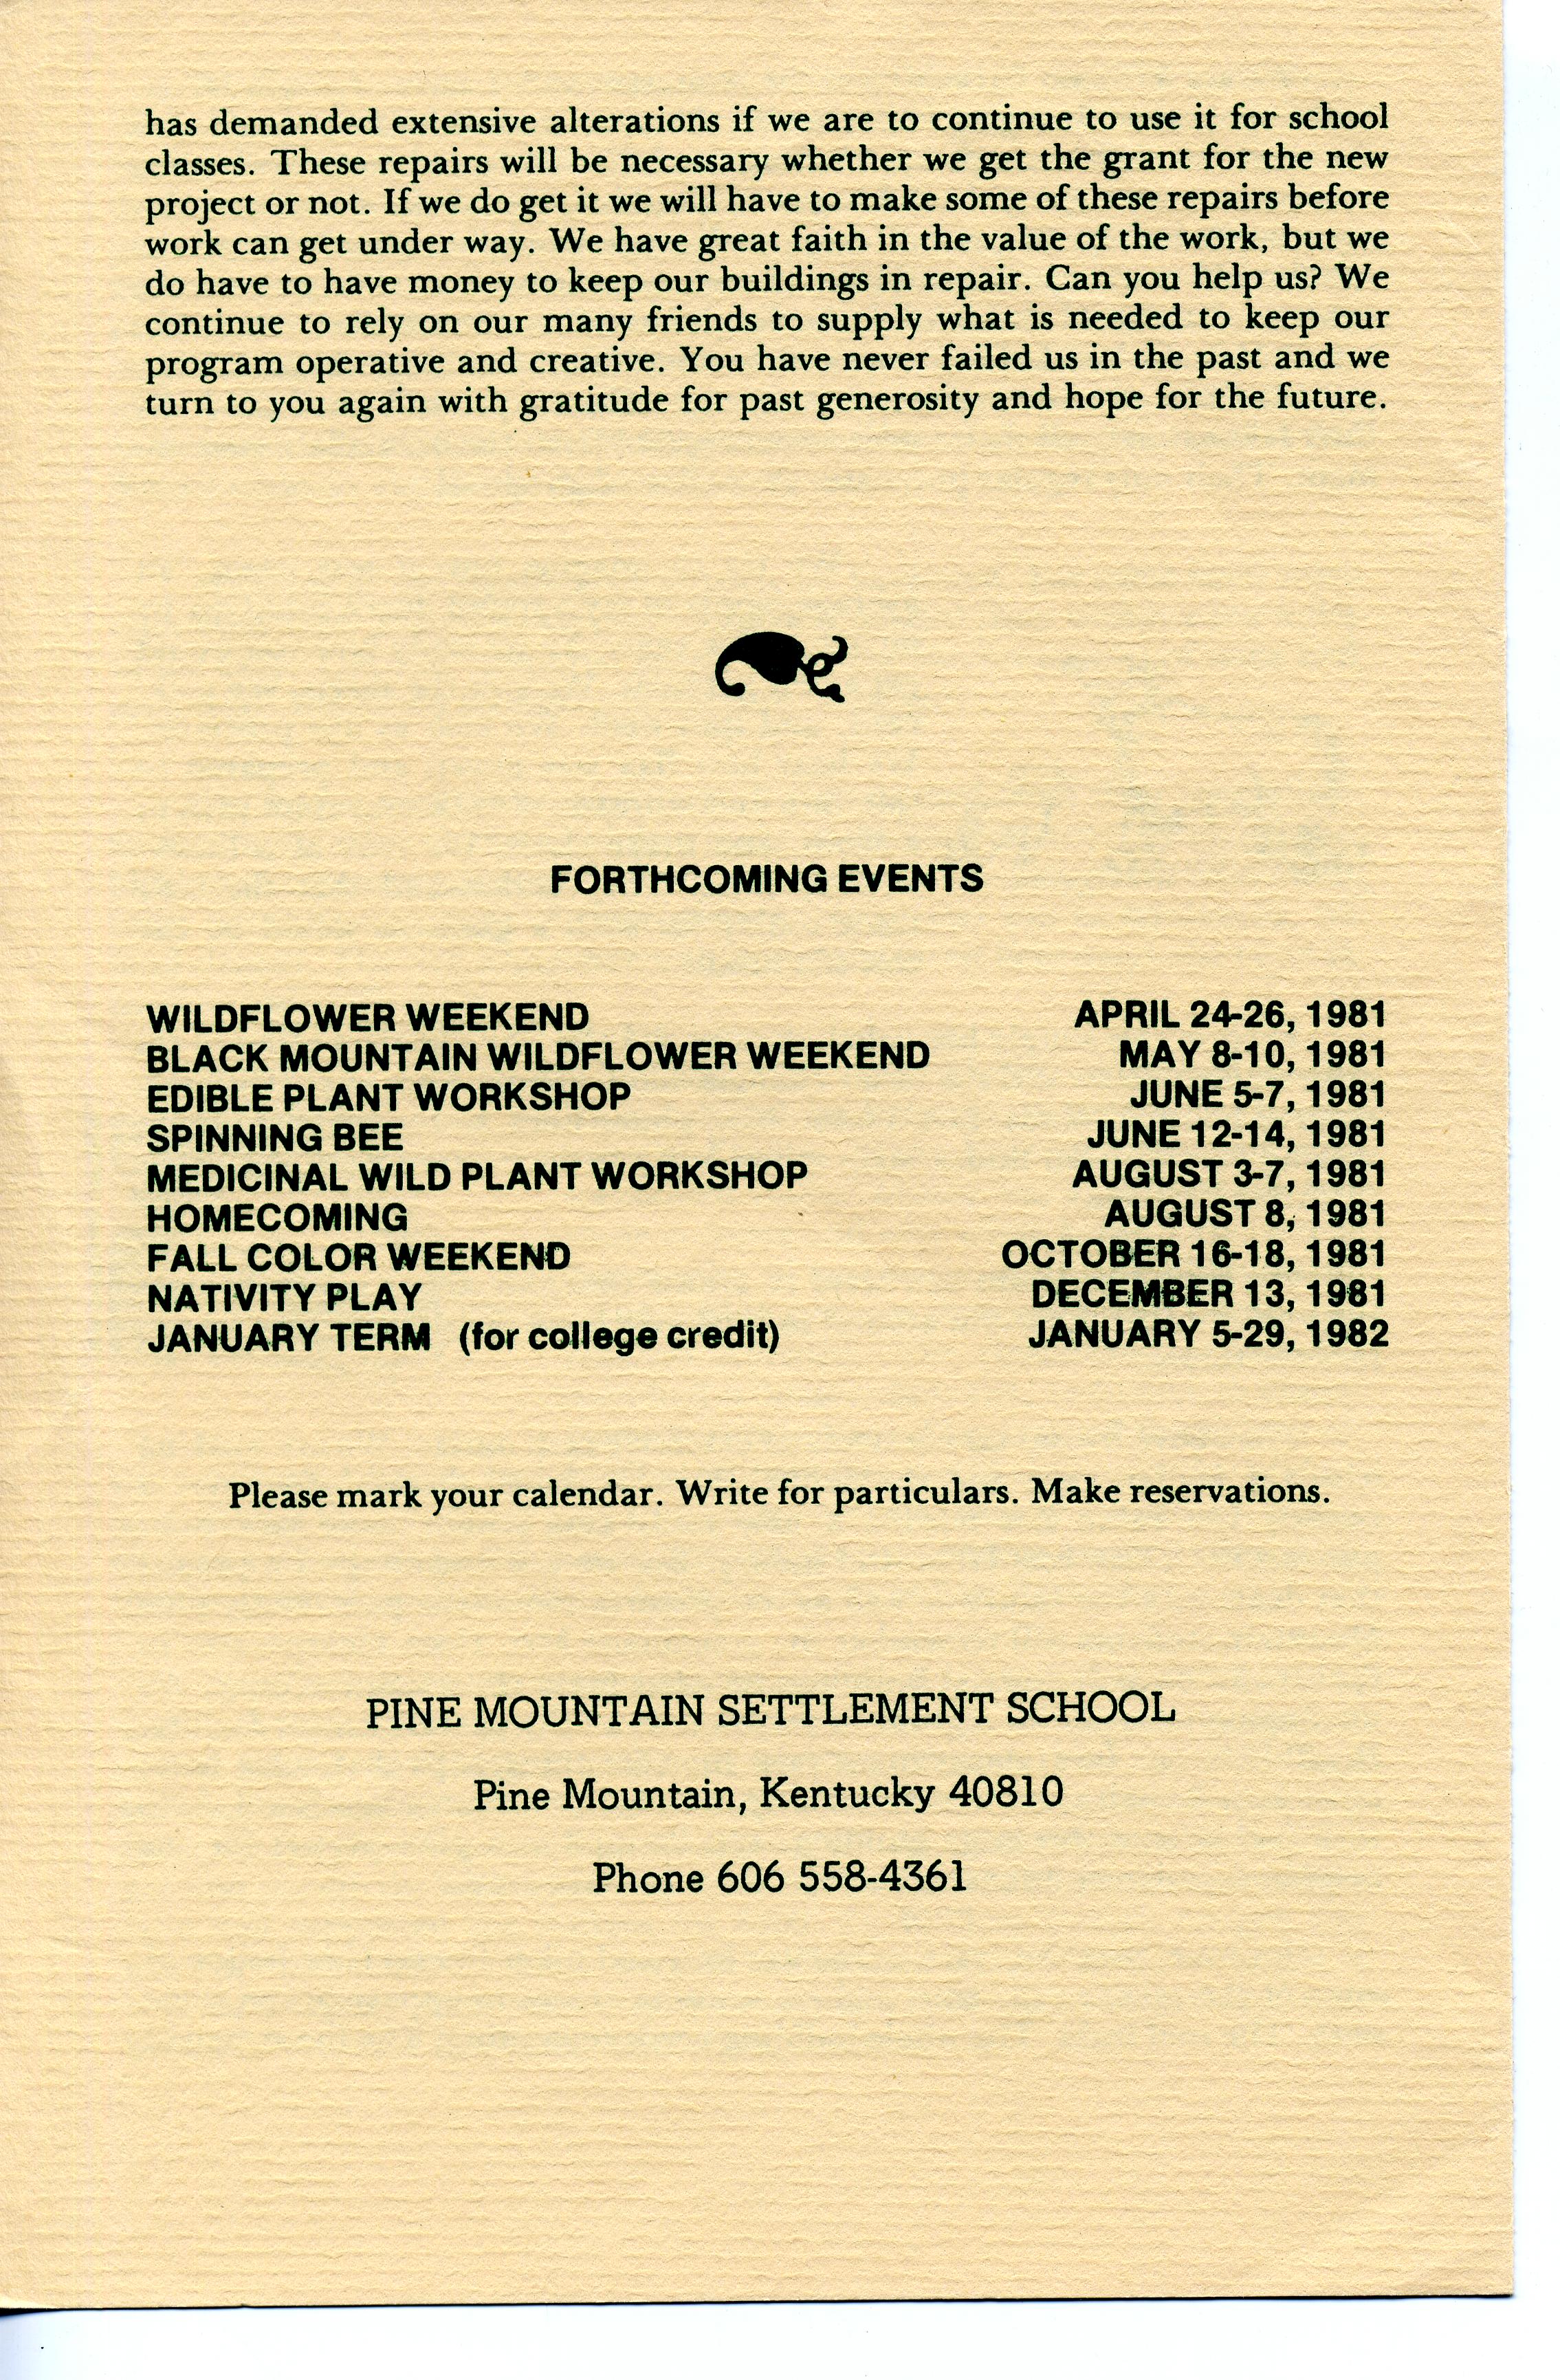 has demanded extensive alterations if we are to continue to use it for school
classes. These repairs will be necessary whether we get the grant for the new
project or not. If we do get it we will have to make some of these repairs before
work can get under way. We have great faith in the value of the work, but we
do have to have money to keep our buildings in repair. Can you help us? We
continue to rely on our many friends to supply what is needed to keep our
program operative and creative. You have never failed us in the past and we
turn to you again with gratitude for past generosity and hope for the future.
FORTHCOMING EVENTS
WILDFLOWER WEEKEND APRIL 24-26, 1981
BLACK MOUNTAIN WILDFLOWER WEEKEND MAY 8-10, 1981
EDIBLE PLANT WORKSHOP JUNE 5-7, 1981
SPINNING BEE JUNE 12-14, 1981
MEDICINAL WILD PLANT WORKSHOP AUGUST 3-7, 1981
HOMECOMING AUGUST 8, 1981
FALL COLOR WEEKEND OCTOBER 16-18, 1981
NATIVITY PLAY DECEMBER 13, 1981
JANUARY TERM (for college credit) JANUARY 5-29, 1982
Please mark your calendar. Write for particulars. Make reservations.
PINE MOUNTAIN SETTLEMENT SCHOOL
Pine Mountain, Kentucky 40810
Phone 606 558-4361